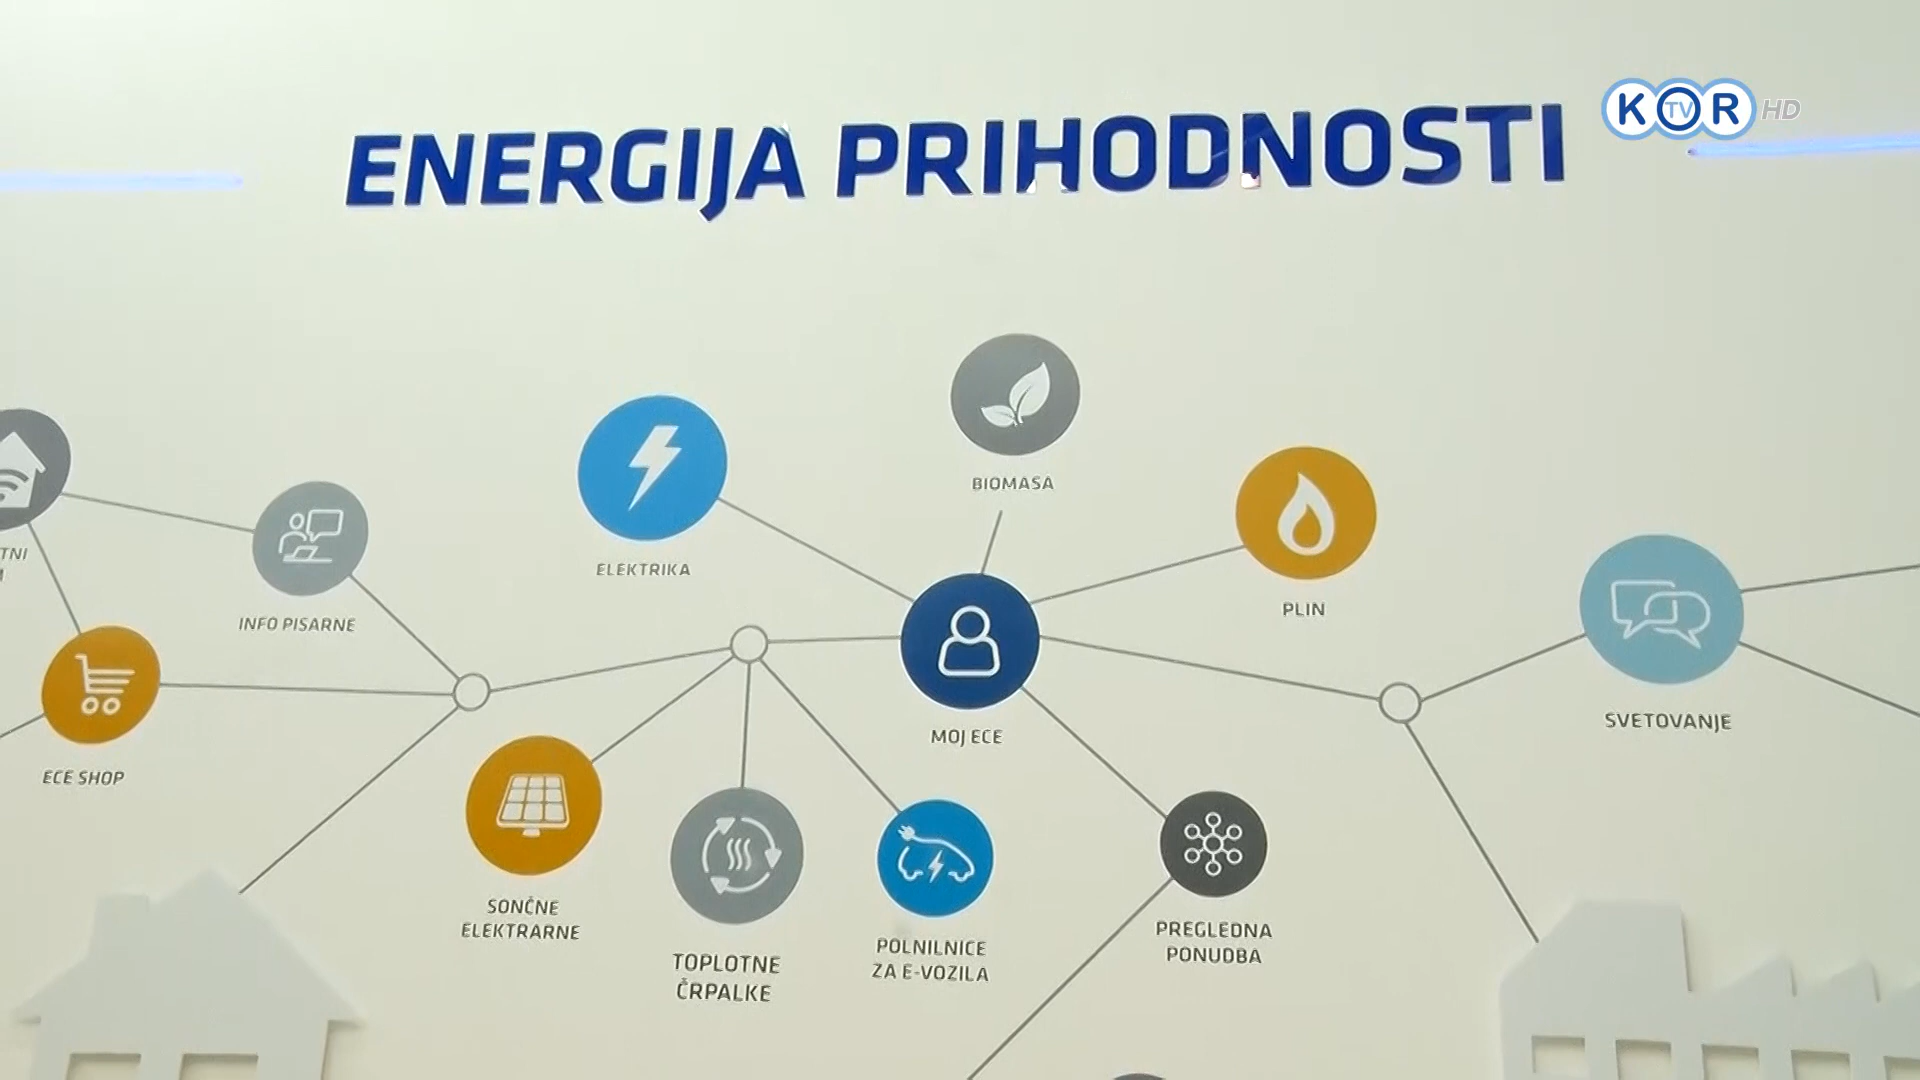 KOR TV HD
ENERGIJA PRIHODNOSTI
BIOMASA
ELEKTRIKA
PLIN
INFO PISARNE
SVETOVANJE
MOJ ECE
ECE SHOP
SONČNE
ELEKTRARNE
TOPLOTNE
ČRPALKE
POLNILNICE
ZA E-VOZILA
PREGLEDNA
PONUDBA